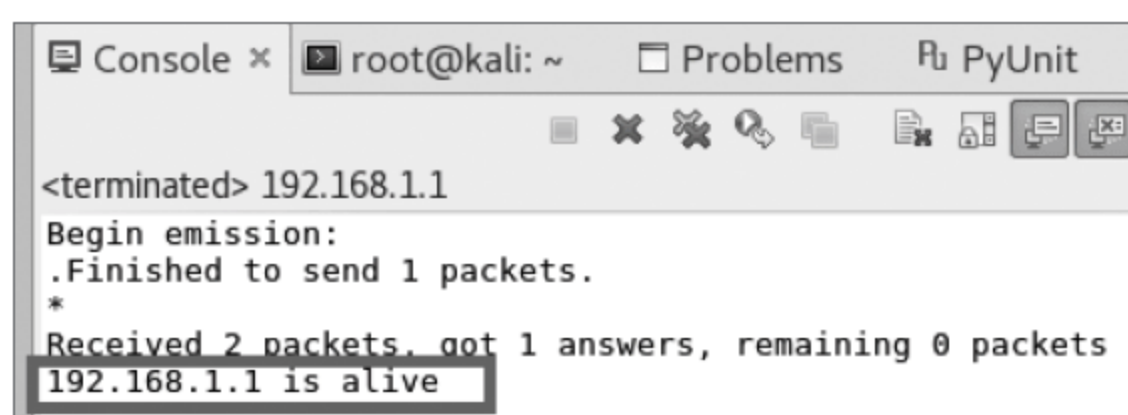 Console root@kali: ~ Problems PyUnit
<terminated> 192.168.1.1
Begin emission:
.Finished to send 1 packets.
*
Received 2 packets, got 1 answers, remaining 0 packets
192.168.1.1 is alive